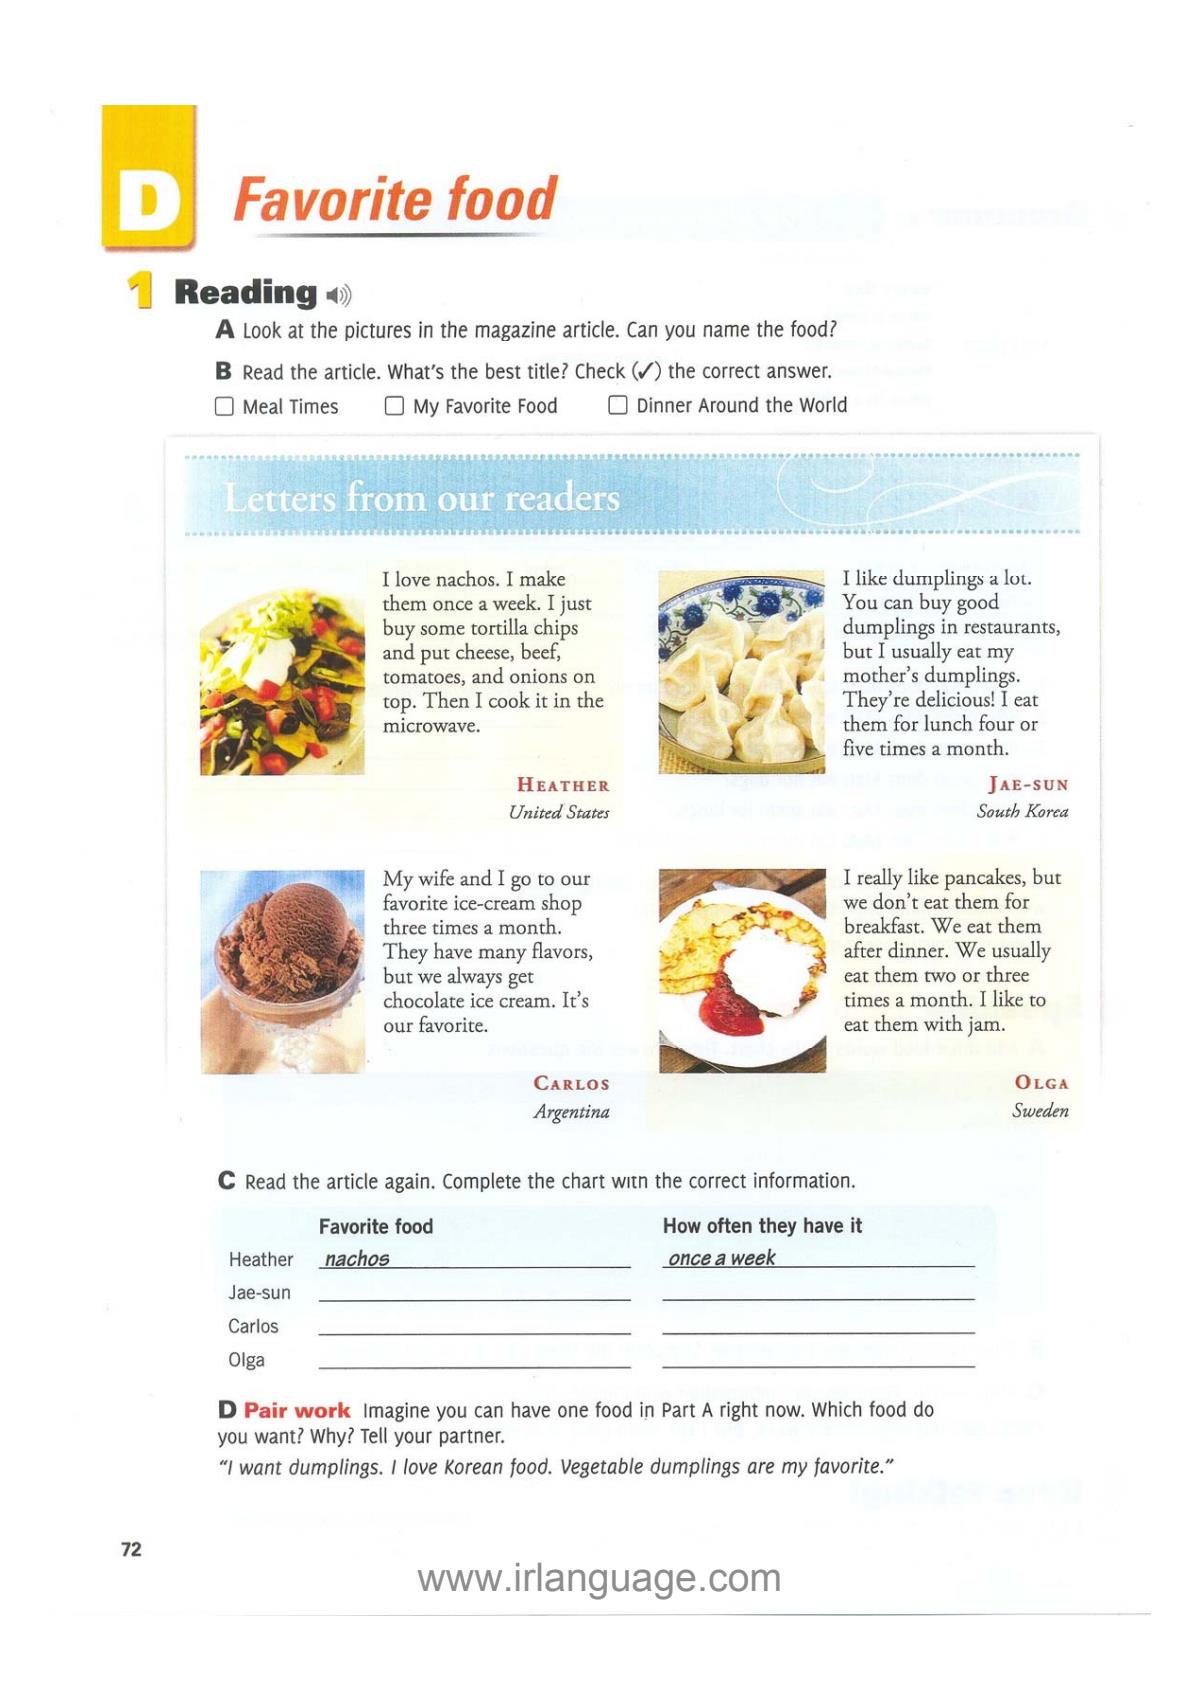 D Favorite food
1 Reading
A Look at the pictures in the magazine article. Can you name the food?
B Read the article. What's the best title? Check (✓) the correct answer.
☐ Meal Times ☐ My Favorite Food ☐ Dinner Around the World
Letters from our readers
I love nachos. I make
them once a week. I just
buy some tortilla chips
and put cheese, beef,
tomatoes, and onions on
top. Then I cook it in the
microwave.
HEATHER
United States
I like dumplings a lot.
You can buy good
dumplings in restaurants,
but I usually eat my
mother's dumplings.
They're delicious! I eat
them for lunch four or
five times a month.
JAE-SUN
South Korea
My wife and I go to our
favorite ice-cream shop
three times a month.
They have many flavors,
but we always get
chocolate ice cream. It's
our favorite.
CARLOS
Argentina
I really like pancakes, but
we don't eat them for
breakfast. We eat them
after dinner. We usually
eat them two or three
times a month. I like to
eat them with jam.
OLGA
Sweden
C Read the article again. Complete the chart with the correct information.
Favorite food How often they have it
Heather nachos once a week
Jae-sun
Carlos
Olga
D Pair work Imagine you can have one food in Part A right now. Which food do
you want? Why? Tell your partner.
"I want dumplings. I love Korean food. Vegetable dumplings are my favorite."
72
www.irlanguage.com